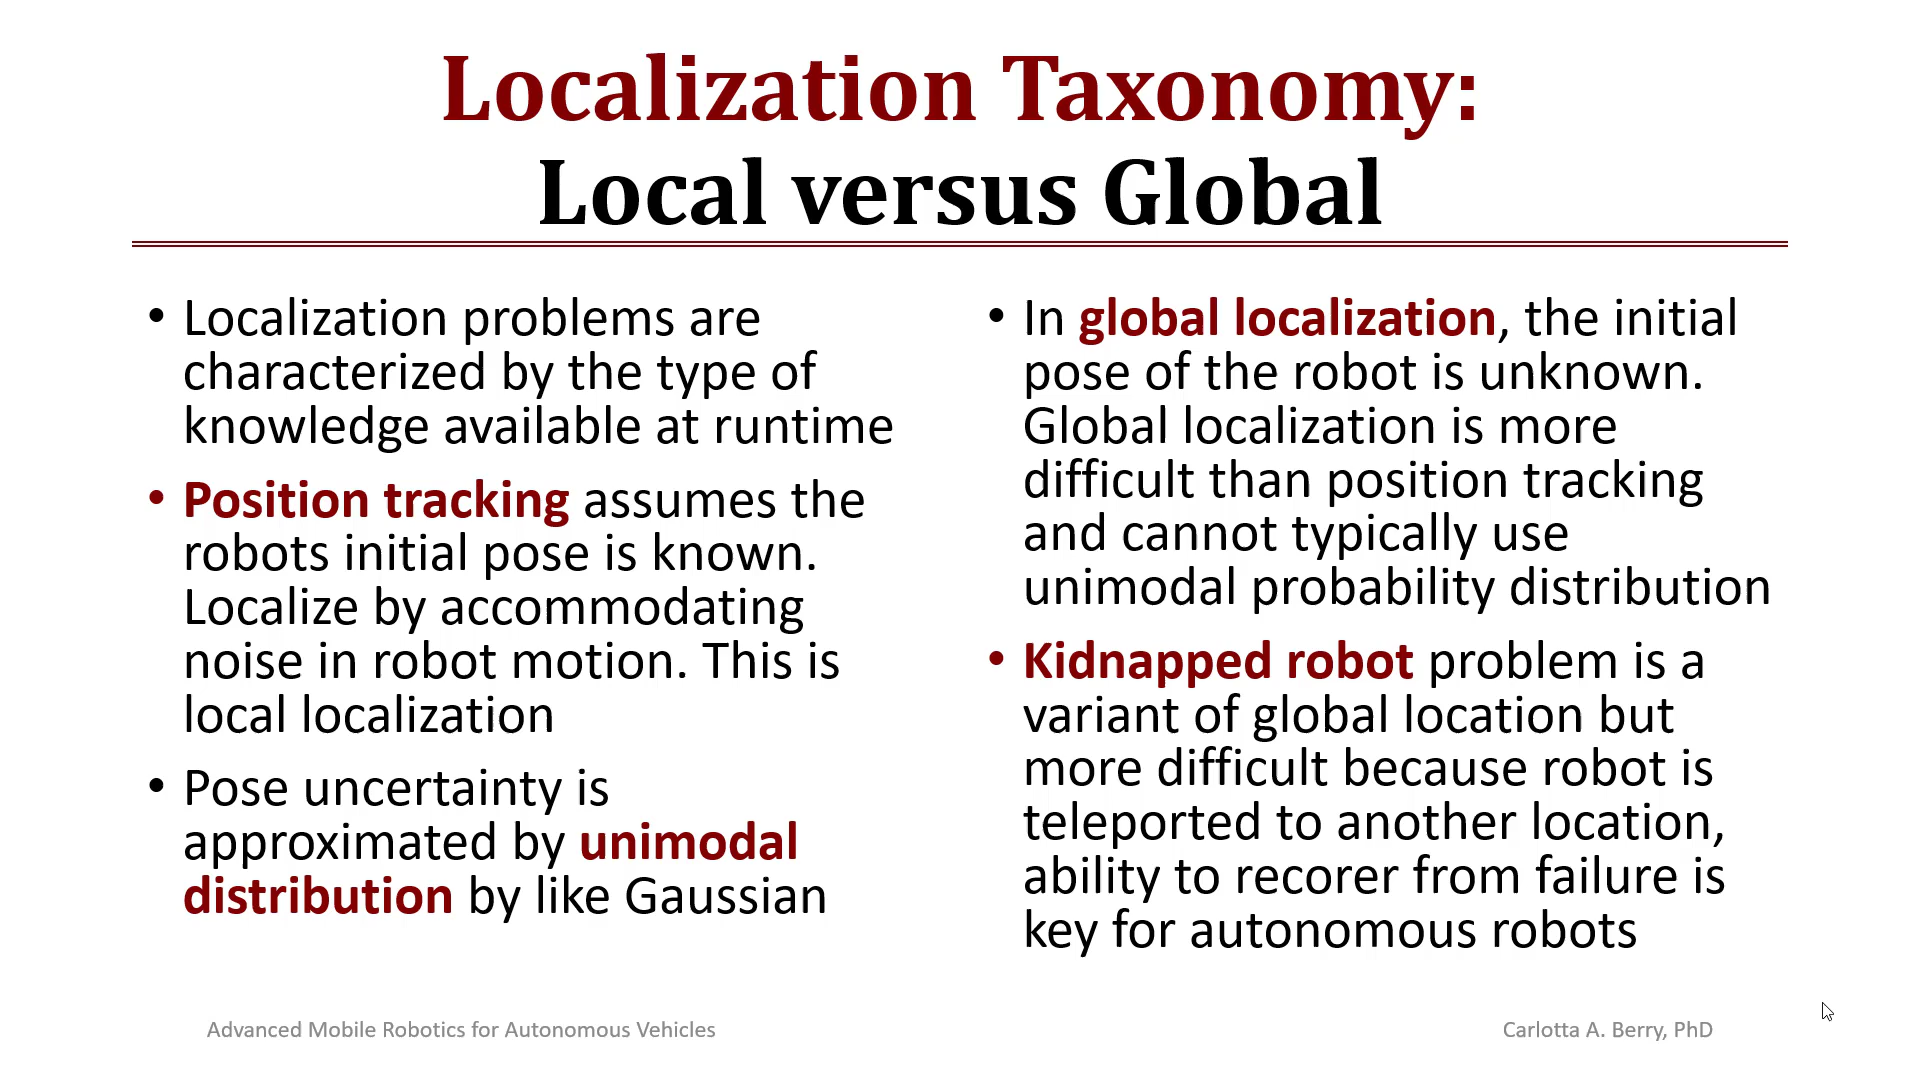 Localization Taxonomy:
Local versus Global
• Localization problems are
characterized by the type of
knowledge available at runtime
• Position tracking assumes the
robots initial pose is known.
Localize by accommodating
noise in robot motion. This is
local localization
• Pose uncertainty is
approximated by unimodal
distribution by like Gaussian
• In global localization, the initial
pose of the robot is unknown.
Global localization is more
difficult than position tracking
and cannot typically use
unimodal probability distribution
• Kidnapped robot problem is a
variant of global location but
more difficult because robot is
teleported to another location,
ability to recorer from failure is
key for autonomous robots
Advanced Mobile Robotics for Autonomous Vehicles
Carlotta A. Berry, PhD